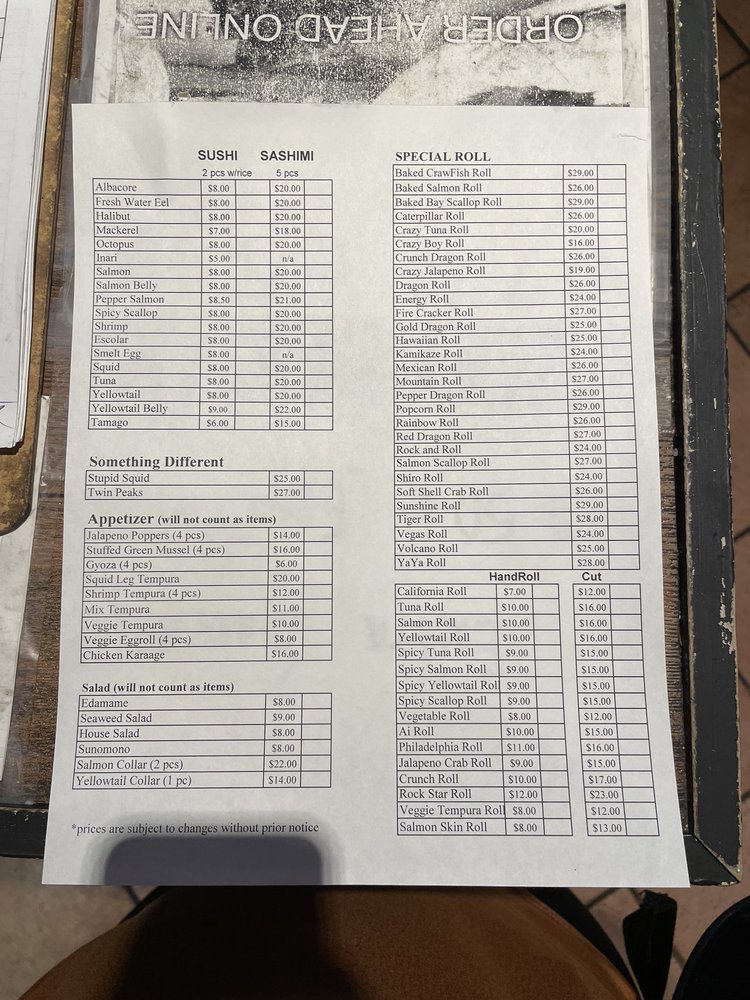 ORDER AHEAD ONLINE
SUSHI SASHIMI
2 pcs w/rice 5 pcs
Albacore $8.00 $20.00
Fresh Water Eel $8.00 $20.00
Halibut $8.00 $20.00
Mackerel $7.00 $18.00
Octopus $8.00 $20.00
Inari $5.00 n/a
Salmon $8.00 $20.00
Salmon Belly $8.00 $20.00
Pepper Salmon $8.50 $21.00
Spicy Scallop $8.00 $20.00
Shrimp $8.00 $20.00
Escolar $8.00 $20.00
Smelt Egg $8.00 n/a
Squid $8.00 $20.00
Tuna $8.00 $20.00
Yellowtail $8.00 $20.00
Yellowtail Belly $9.00 $22.00
Tamago $6.00 $15.00
Something Different
Stupid Squid $25.00
Twin Peaks $27.00
Appetizer (will not count as items)
Jalapeno Poppers (4 pcs) $14.00
Stuffed Green Mussel (4 pcs) $16.00
Gyoza (4 pcs) $6.00
Squid Leg Tempura $20.00
Shrimp Tempura (4 pcs) $12.00
Mix Tempura $11.00
Veggie Tempura $10.00
Veggie Eggroll (4 pcs) $8.00
Chicken Karaage $16.00
Salad (will not count as items)
Edamame $8.00
Seaweed Salad $9.00
House Salad $8.00
Sunomono $8.00
Salmon Collar (2 pcs) $22.00
Yellowtail Collar (1 pc) $14.00
*prices are subject to changes without prior notice
SPECIAL ROLL
Baked CrawFish Roll $29.00
Baked Salmon Roll $26.00
Baked Bay Scallop Roll $29.00
Caterpillar Roll $26.00
Crazy Tuna Roll $20.00
Crazy Boy Roll $16.00
Crunch Dragon Roll $26.00
Crazy Jalapeno Roll $19.00
Dragon Roll $26.00
Energy Roll $24.00
Fire Cracker Roll $27.00
Gold Dragon Roll $25.00
Hawaiian Roll $25.00
Kamikaze Roll $24.00
Mexican Roll $26.00
Mountain Roll $27.00
Pepper Dragon Roll $26.00
Popcorn Roll $29.00
Rainbow Roll $26.00
Red Dragon Roll $27.00
Rock and Roll $24.00
Salmon Scallop Roll $27.00
Shiro Roll $24.00
Soft Shell Crab Roll $26.00
Sunshine Roll $29.00
Tiger Roll $28.00
Vegas Roll $24.00
Volcano Roll $25.00
YaYa Roll $28.00
HandRoll Cut
California Roll $7.00 $12.00
Tuna Roll $10.00 $16.00
Salmon Roll $10.00 $16.00
Yellowtail Roll $10.00 $16.00
Spicy Tuna Roll $9.00 $15.00
Spicy Salmon Roll $9.00 $15.00
Spicy Yellowtail Rol $9.00 $15.00
Spicy Scallop Roll $9.00 $15.00
Vegetable Roll $8.00 $12.00
Ai Roll $10.00 $15.00
Philadelphia Roll $11.00 $16.00
Jalapeno Crab Roll $9.00 $15.00
Crunch Roll $10.00 $17.00
Rock Star Roll $12.00 $23.00
Veggie Tempura Roll $8.00 $12.00
Salmon Skin Roll $8.00 $13.00